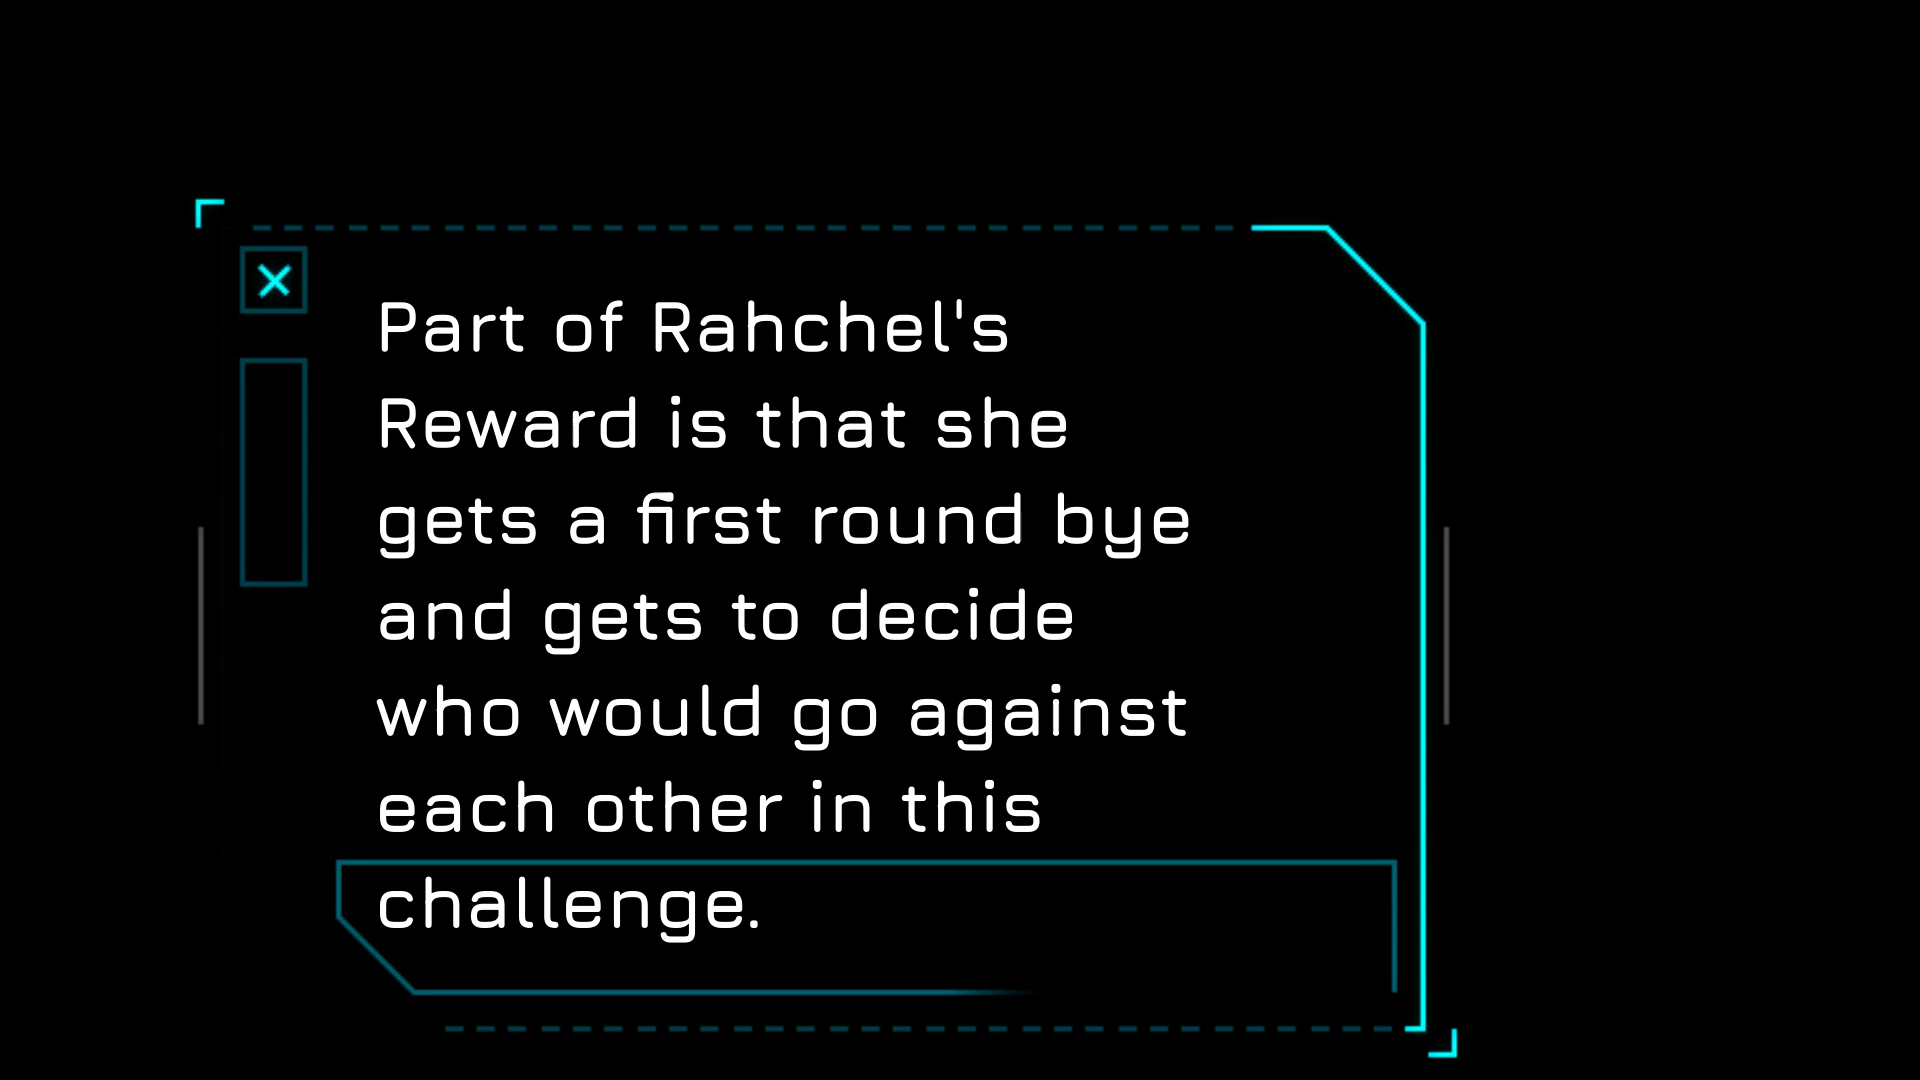 Part of Rahchel's
Reward is that she
gets a first round bye
and gets to decide
who would go against
each other in this
challenge.